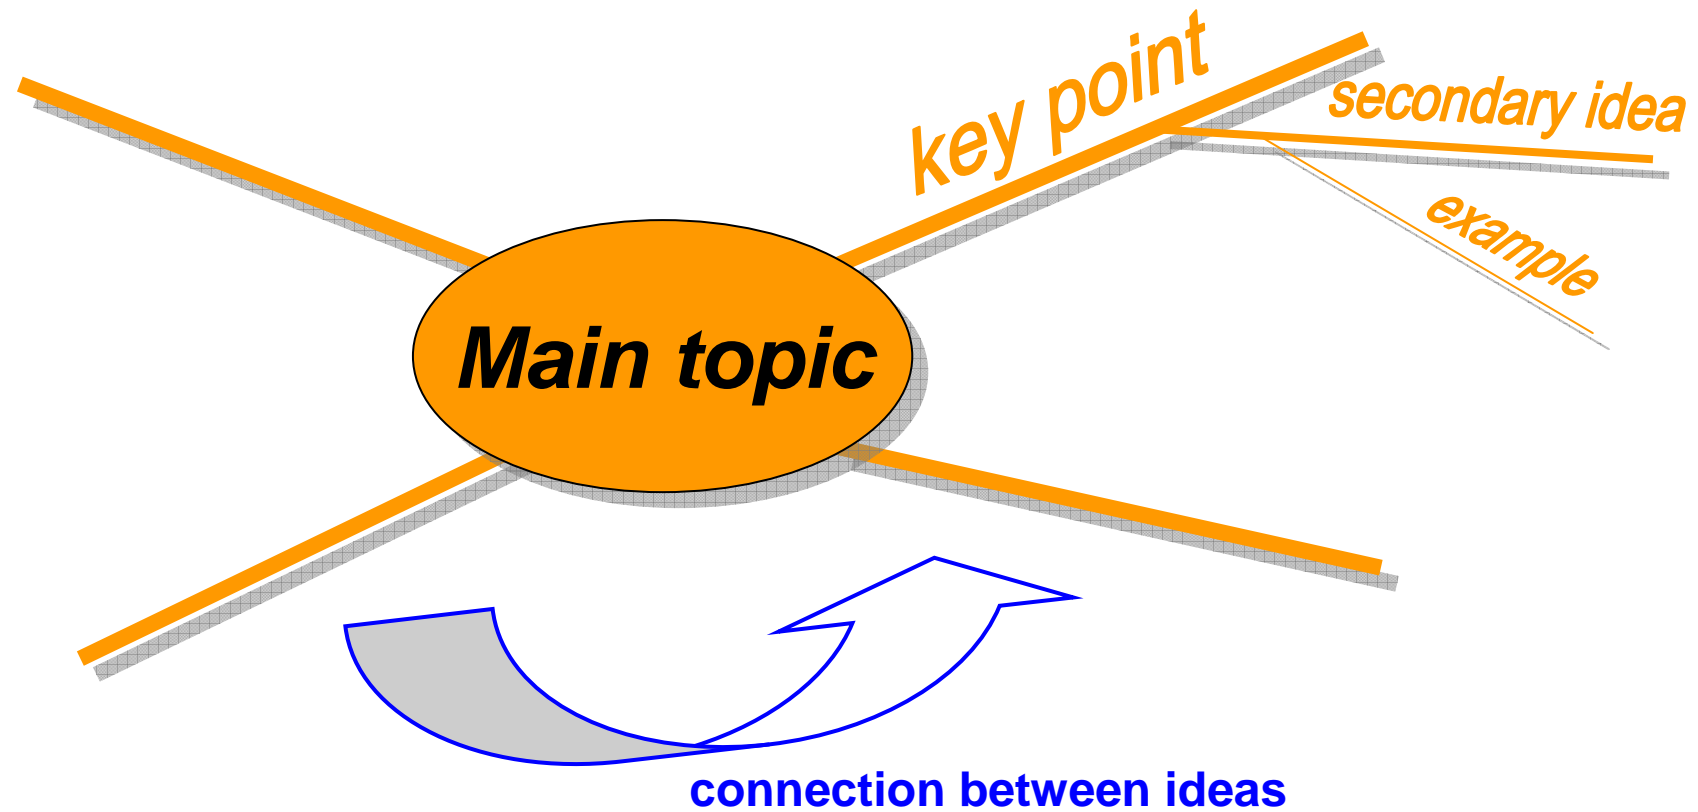 key point
secondary idea
example
Main topic
connection between ideas